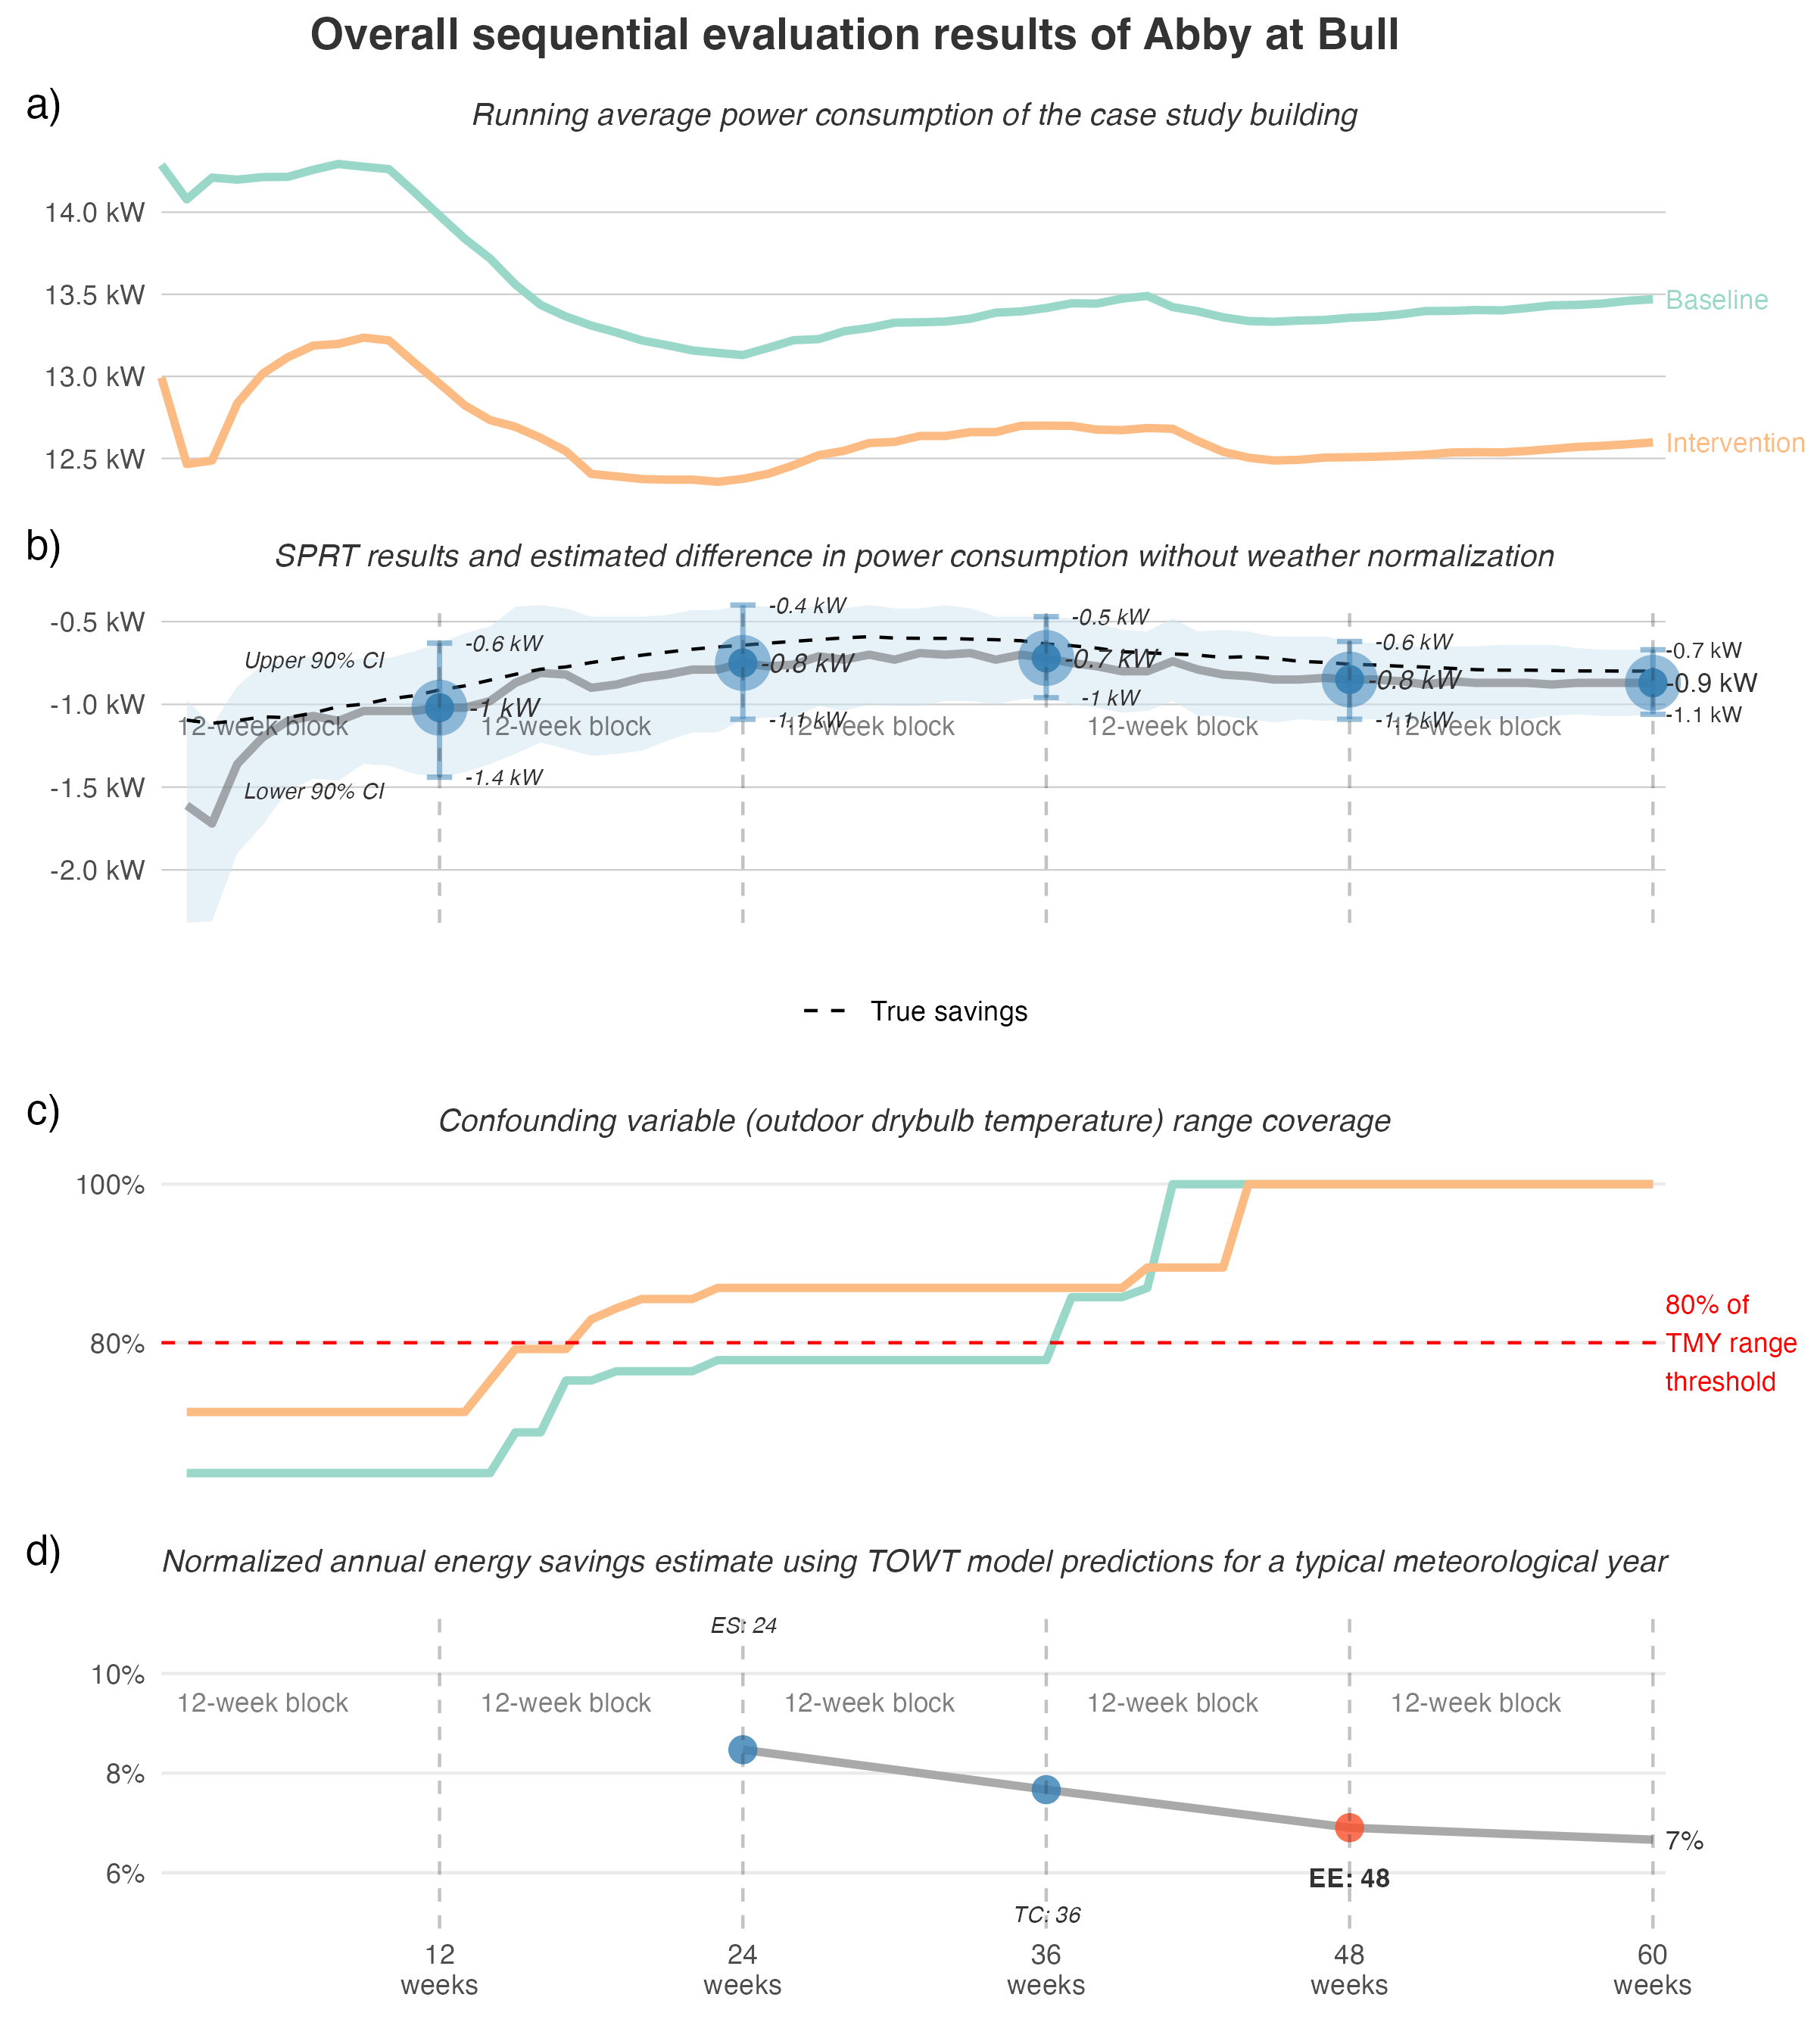 Overall sequential evaluation results of Abby at Bull
a)
Running average power consumption of the case study building
14.0 kW
13.5 kW
13.0 kW
12.5 kW
Baseline
Intervention
b)
SPRT results and estimated difference in power consumption without weather normalization
-0.5 kW
-1.0 kW
-1.5 kW
-2.0 kW
Upper 90% CI
Lower 90% CI
12-week block
12-week block
12-week block
12-week block
12-week block
-0.6 kW
-1 kW
-1.4 kW
-0.4 kW
-0.8 kW
-1.1 kW
-0.5 kW
-0.7 kW
-1 kW
-0.6 kW
-0.8 kW
-1.1 kW
-0.7 kW
-0.9 kW
-1.1 kW
True savings
c)
Confounding variable (outdoor drybulb temperature) range coverage
100%
80%
80% of
TMY range
threshold
d)
Normalized annual energy savings estimate using TOWT model predictions for a typical meteorological year
ES: 24
10%
8%
6%
12-week block
12-week block
12-week block
12-week block
12-week block
7%
EE: 48
TC: 36
12
weeks
24
weeks
36
weeks
48
weeks
60
weeks